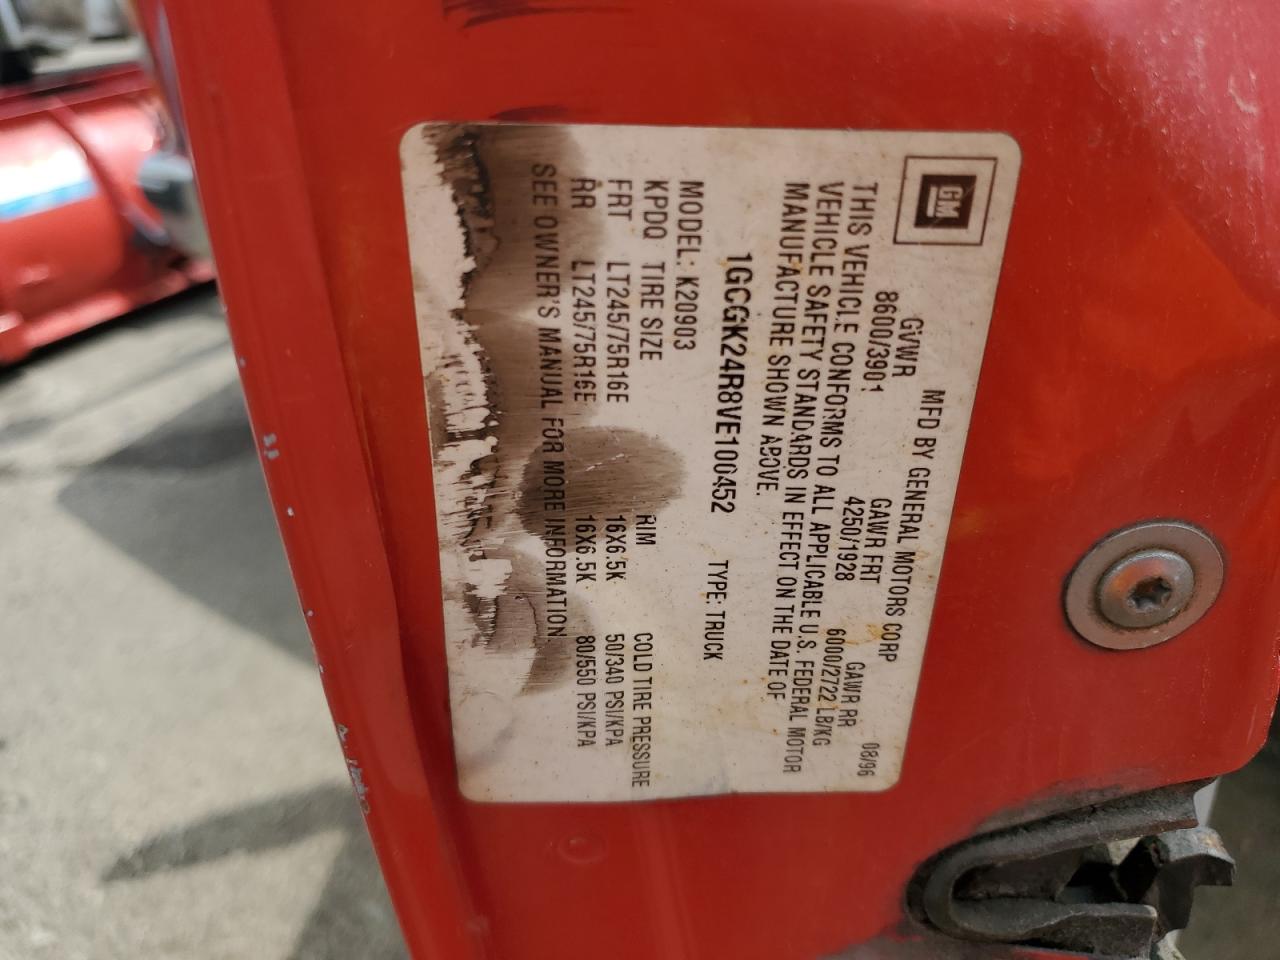 GM
MFD BY GENERAL MOTORS CORP 08/96
GVWR GAWR FRT GAWR RR
8600/3901 4250/1928 6000/2722 LB/KG
THIS VEHICLE CONFORMS TO ALL APPLICABLE U.S. FEDERAL MOTOR
VEHICLE SAFETY STANDARDS IN EFFECT ON THE DATE OF
MANUFACTURE SHOWN ABOVE.
1GCGK24R8VE100452 TYPE: TRUCK
MODEL: K20903
KPDQ TIRE SIZE RIM COLD TIRE PRESSURE
FRT LT245/75R16E 16X6.5K 50/340 PSI/KPA
RR LT245/75R16E 16X6.5K 80/550 PSI/KPA
SEE OWNER'S MANUAL FOR MORE INFORMATION.